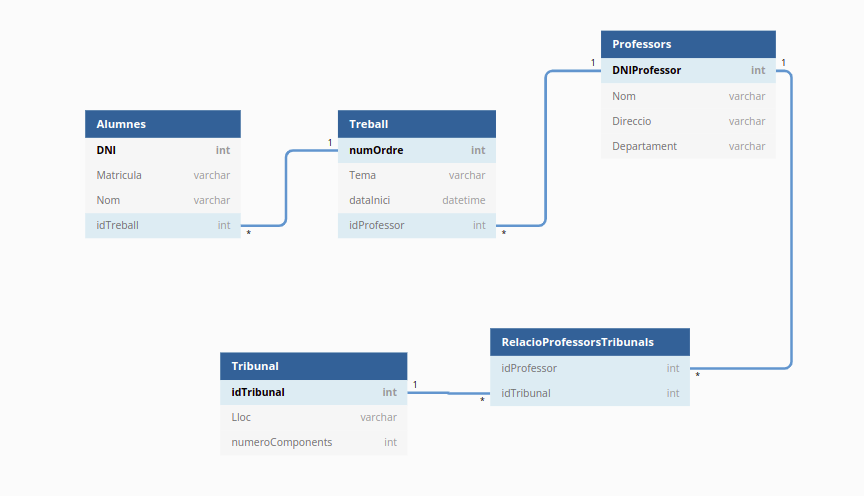 Professors
1
DNIProfessor int
1
Nom varchar
Direccio varchar
Departament varchar
Alumnes
DNI int
Matricula varchar
Nom varchar
idTreball int
*
Treball
1
numOrdre int
Tema varchar
dataInici datetime
idProfessor int
*
RelacioProfessorsTribunals
idProfessor int
*
idTribunal int
*
Tribunal
idTribunal int
1
Lloc varchar
numeroComponents int